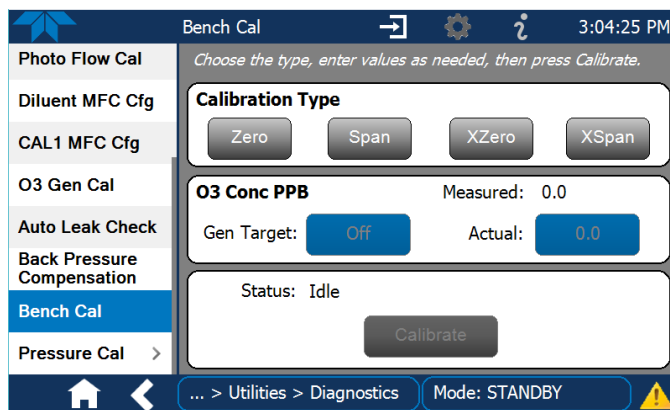 Bench Cal
3:04:25 PM
Photo Flow Cal
Diluent MFC Cfg
CAL1 MFC Cfg
O3 Gen Cal
Auto Leak Check
Back Pressure
Compensation
Bench Cal
Pressure Cal >
Choose the type, enter values as needed, then press Calibrate.
Calibration Type
Zero Span XZero XSpan
O3 Conc PPB Measured: 0.0
Gen Target: Off Actual: 0.0
Status: Idle
Calibrate
... > Utilities > Diagnostics Mode: STANDBY